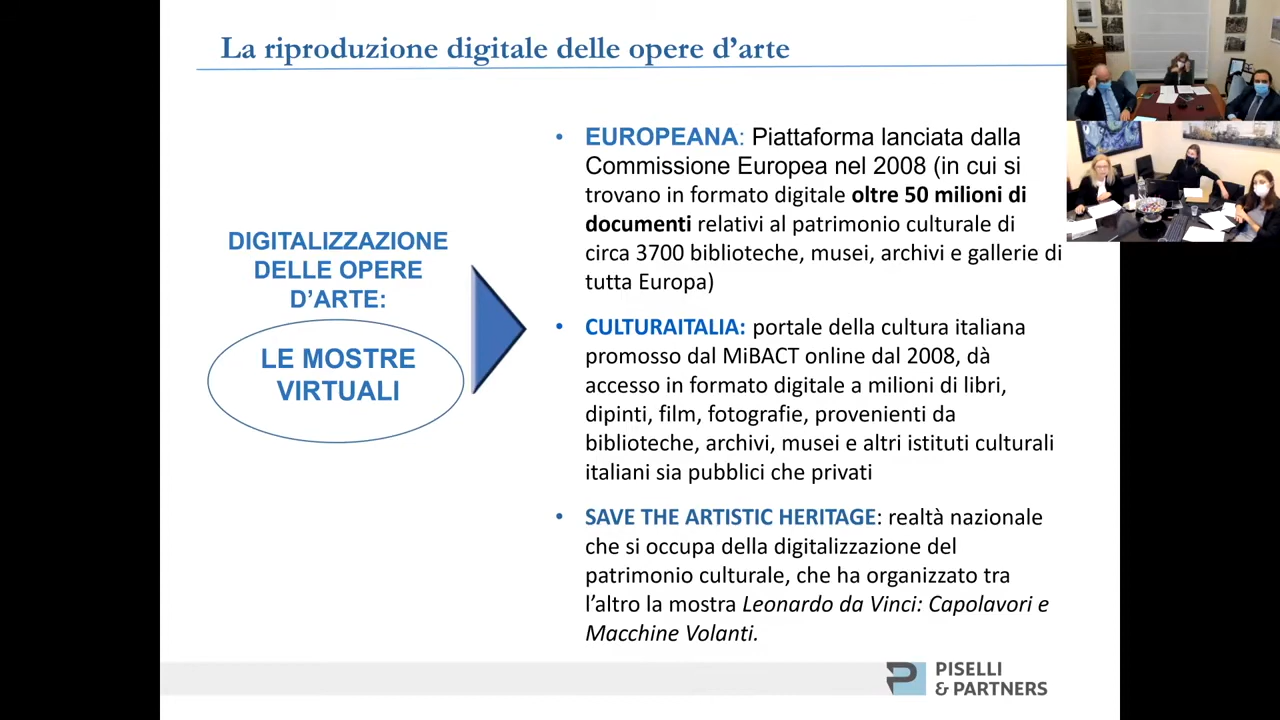 La riproduzione digitale delle opere d’arte
DIGITALIZZAZIONE
DELLE OPERE
D’ARTE:
LE MOSTRE
VIRTUALI
• EUROPEANA: Piattaforma lanciata dalla
Commissione Europea nel 2008 (in cui si
trovano in formato digitale oltre 50 milioni di
documenti relativi al patrimonio culturale di
circa 3700 biblioteche, musei, archivi e gallerie di
tutta Europa)
• CULTURAITALIA: portale della cultura italiana
promosso dal MiBACT online dal 2008, dà
accesso in formato digitale a milioni di libri,
dipinti, film, fotografie, provenienti da
biblioteche, archivi, musei e altri istituti culturali
italiani sia pubblici che privati
• SAVE THE ARTISTIC HERITAGE: realtà nazionale
che si occupa della digitalizzazione del
patrimonio culturale, che ha organizzato tra
l’altro la mostra Leonardo da Vinci: Capolavori e
Macchine Volanti.
PISELLI
& PARTNERS